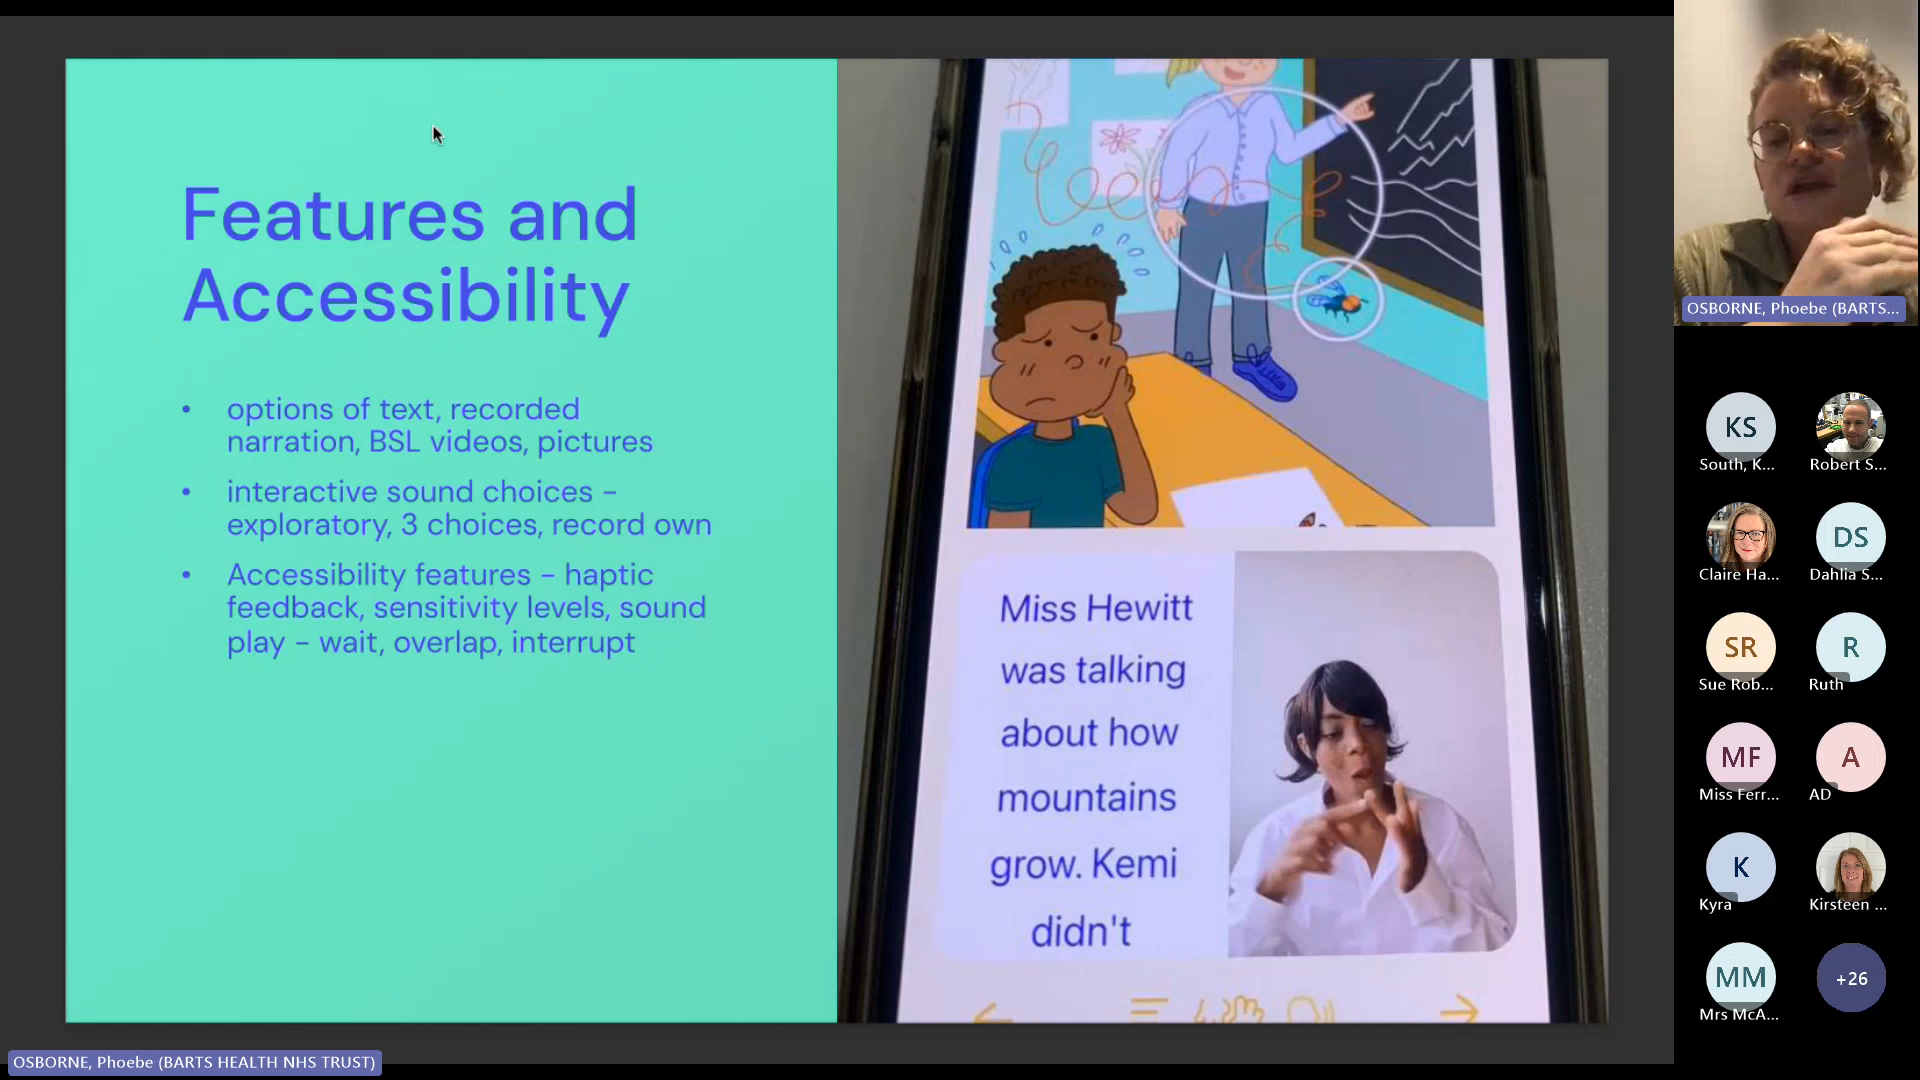 Features and
Accessibility
• options of text, recorded
narration, BSL videos, pictures
• interactive sound choices –
exploratory, 3 choices, record own
• Accessibility features – haptic
feedback, sensitivity levels, sound
play – wait, overlap, interrupt
Miss Hewitt
was talking
about how
mountains
grow. Kemi
didn't
OSBORNE, Phoebe (BARTS...
KS
South, K...
Robert S...
Claire Ha...
DS
Dahlia S...
SR
Sue Rob...
R
Ruth
MF
Miss Ferr...
A
AD
K
Kyra
Kirsteen ...
MM
Mrs McA...
+26
OSBORNE, Phoebe (BARTS HEALTH NHS TRUST)